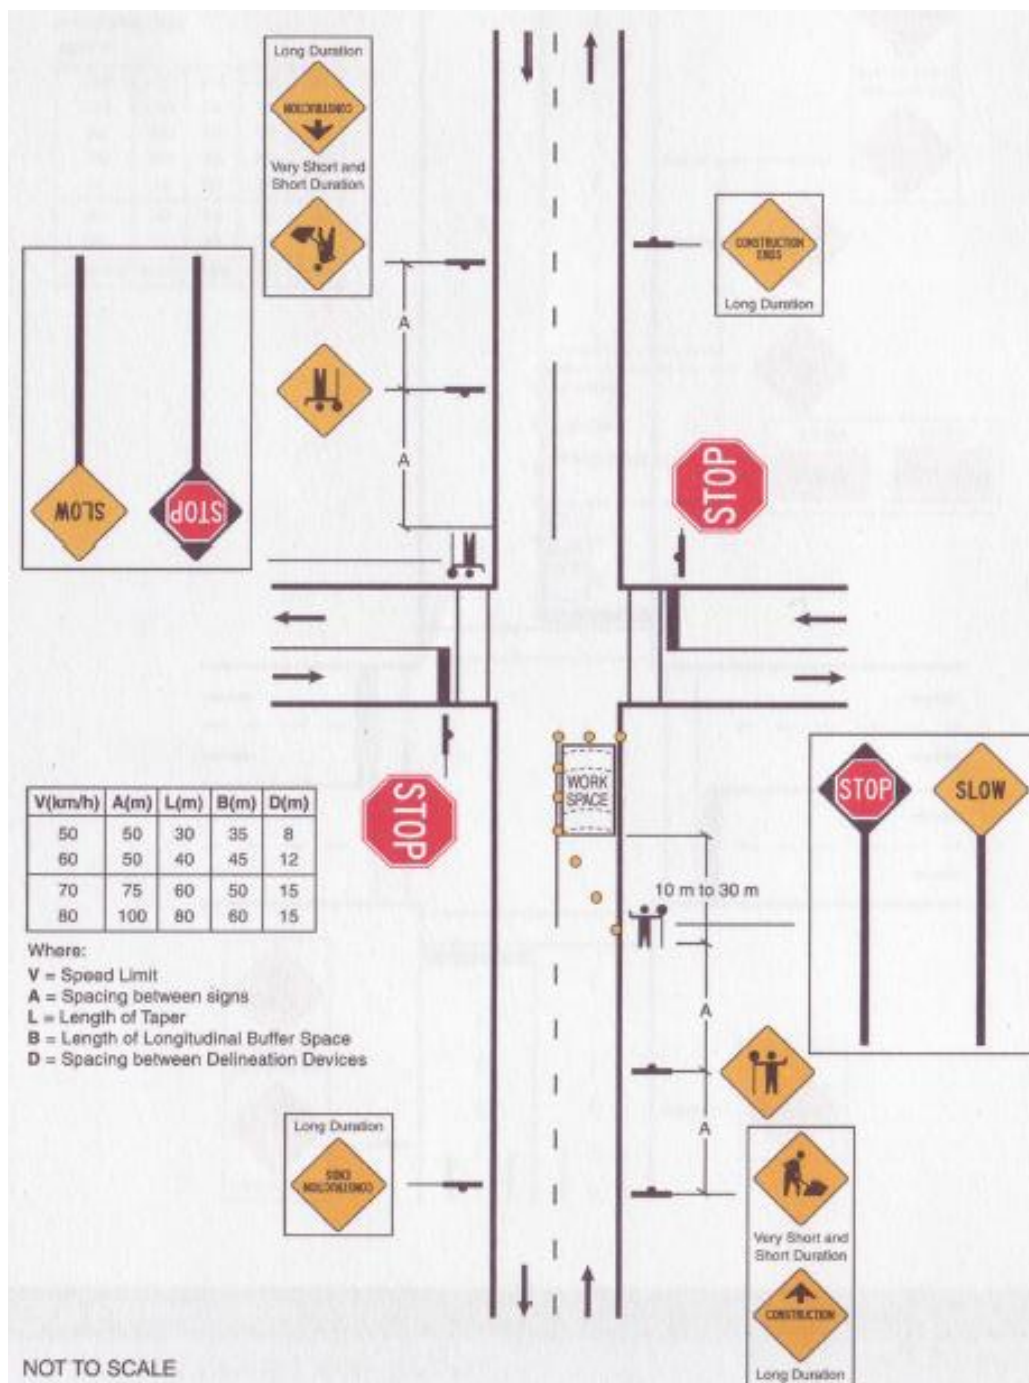 Long Duration
CONSTRUCTION
Very Short and
Short Duration
CONSTRUCTION
ENDS
Long Duration
A
A
SLOW
STOP
STOP
STOP
WORK
SPACE
STOP
SLOW
10 m to 30 m
V(km/h) A(m) L(m) B(m) D(m)
50 50 30 35 8
60 50 40 45 12
70 75 60 50 15
80 100 80 60 15
Where:
V = Speed Limit
A = Spacing between signs
L = Length of Taper
B = Length of Longitudinal Buffer Space
D = Spacing between Delineation Devices
A
A
Long Duration
CONSTRUCTION
ENDS
Very Short and
Short Duration
CONSTRUCTION
Long Duration
NOT TO SCALE